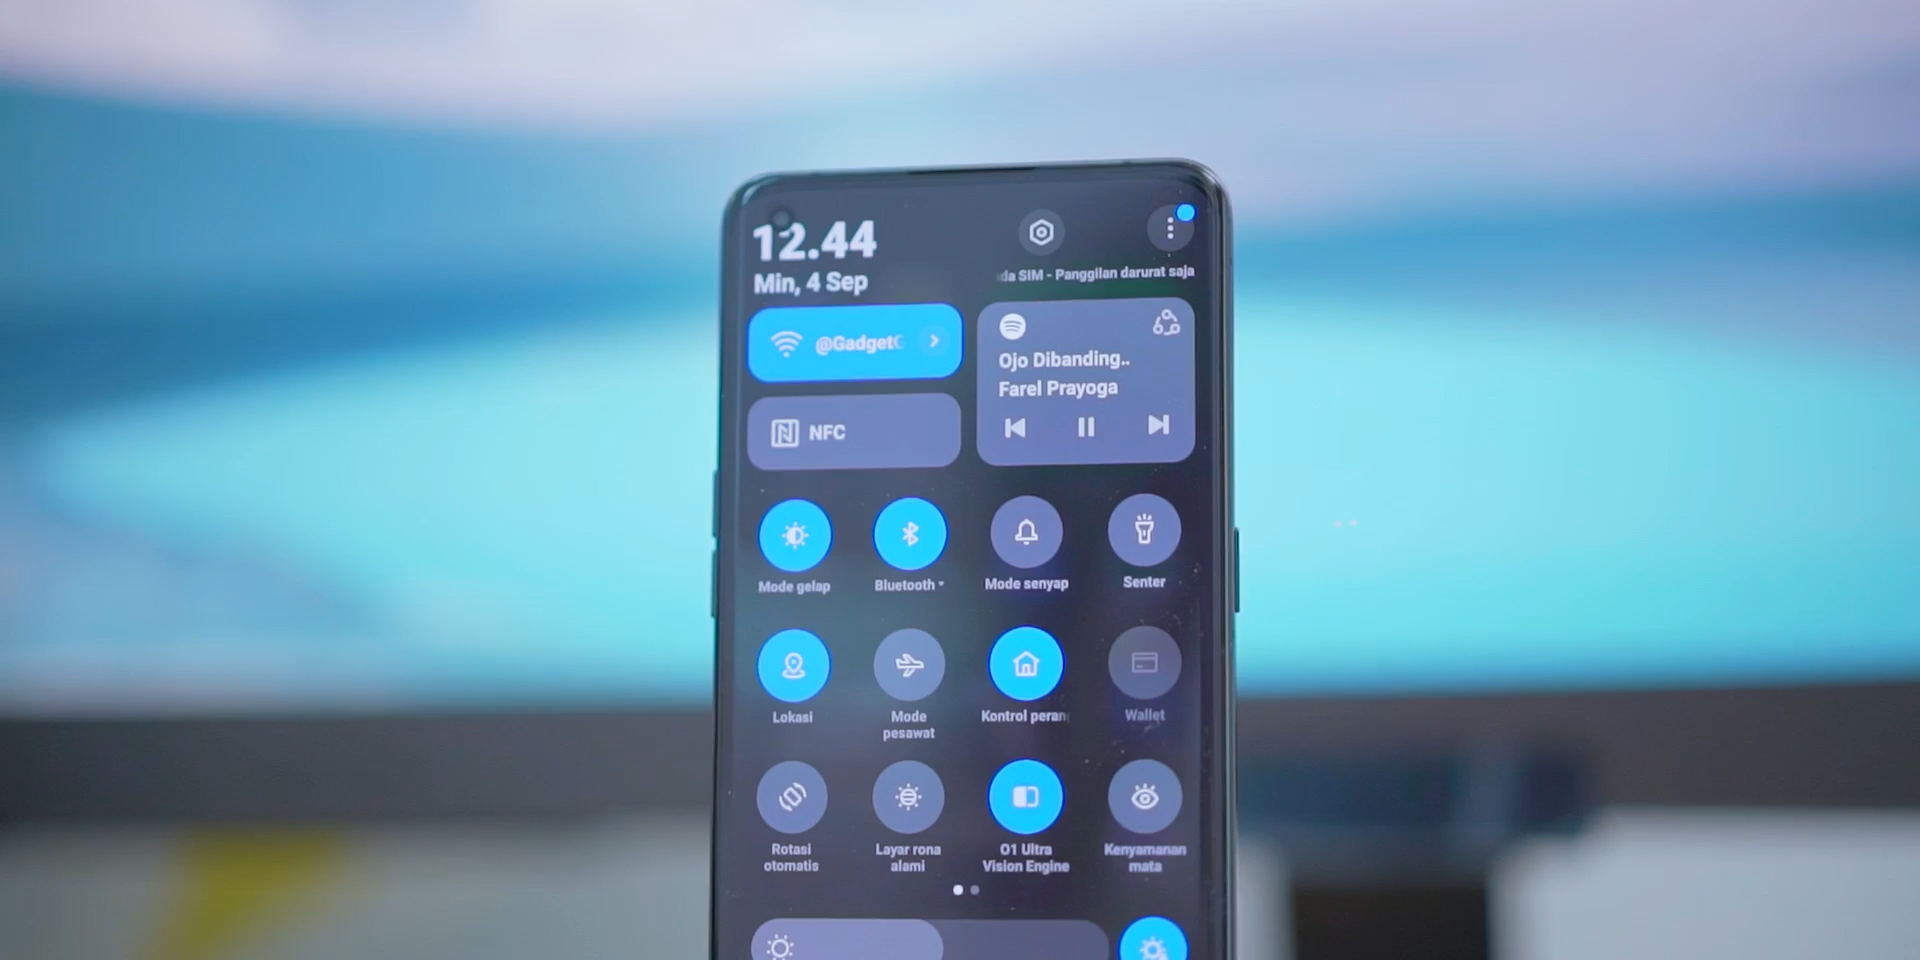 12.44
Min, 4 Sep
da SIM - Panggilan darurat saja
@Gadget
Ojo Dibanding..
Farel Prayoga
NFC
Mode gelap
Bluetooth
Mode senyap
Senter
Lokasi
Mode
pesawat
Kontrol peran
Wallet
Rotasi
otomatis
Layar rona
alami
O1 Ultra
Vision Engine
Kenyamanan
mata